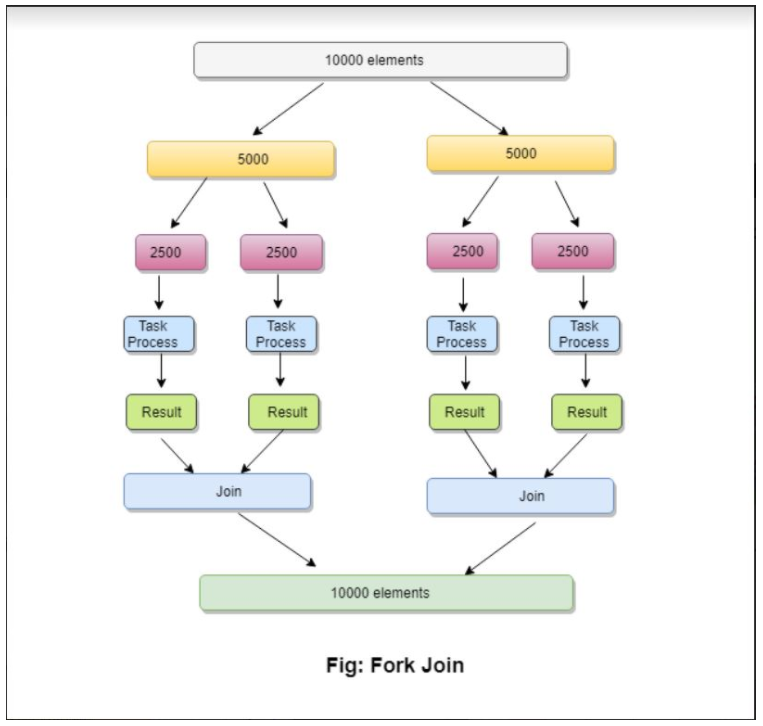 10000 elements
5000
5000
2500
2500
2500
2500
Task
Process
Task
Process
Task
Process
Task
Process
Result
Result
Result
Result
Join
Join
10000 elements
Fig: Fork Join